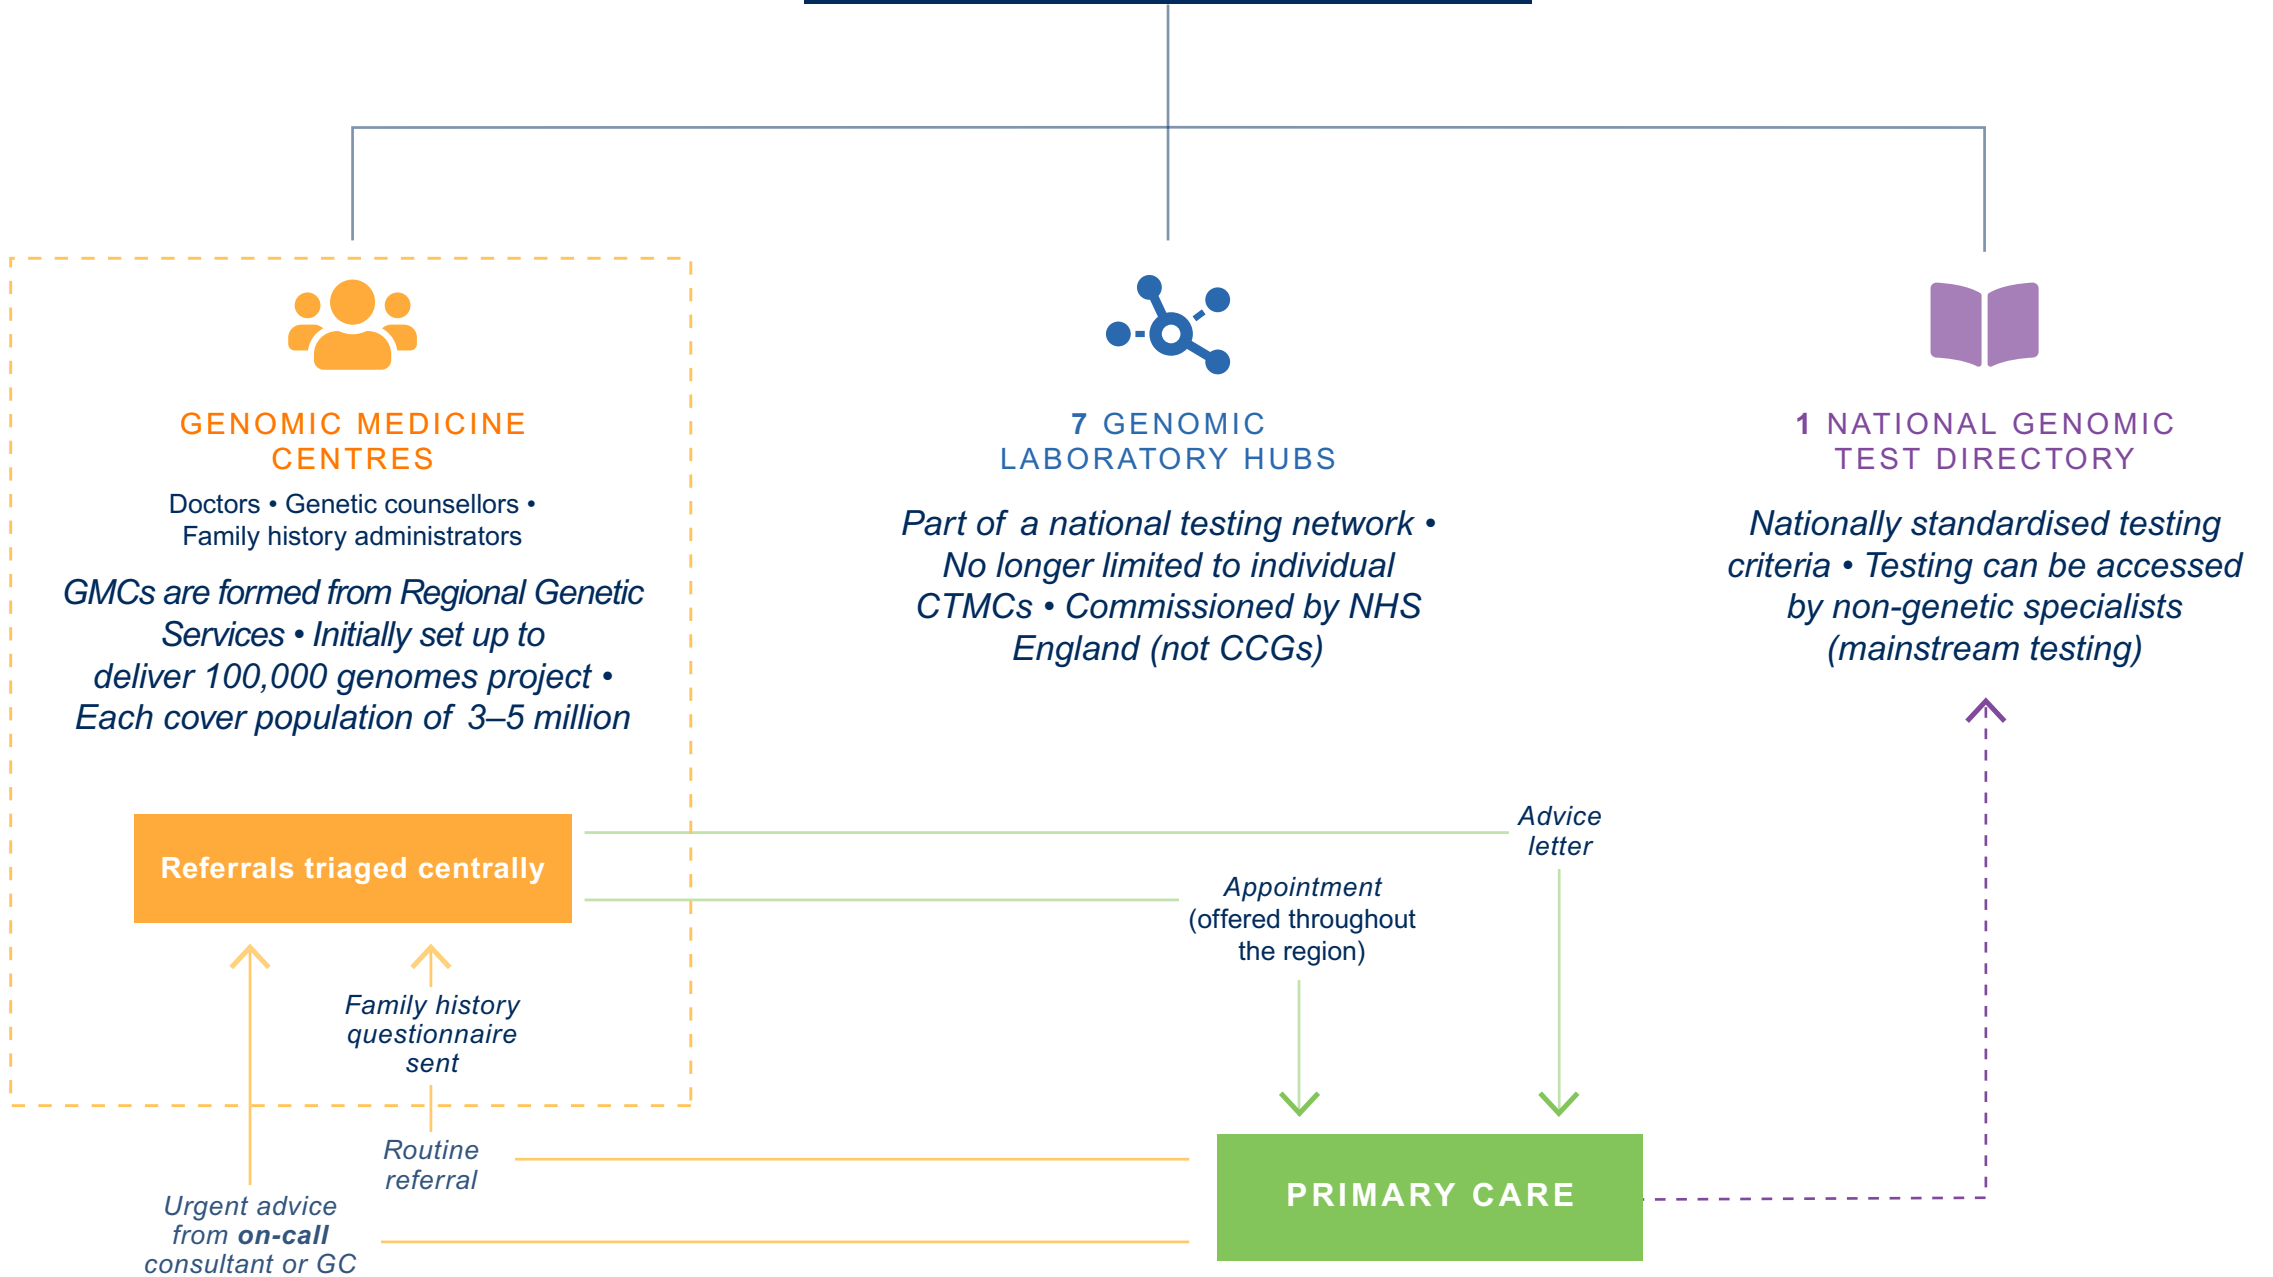 GENOMIC MEDICINE
CENTRES
Doctors • Genetic counsellors •
Family history administrators
GMCs are formed from Regional Genetic
Services • Initially set up to
deliver 100,000 genomes project •
Each cover population of 3–5 million
7 GENOMIC
LABORATORY HUBS
Part of a national testing network •
No longer limited to individual
CTMCs • Commissioned by NHS
England (not CCGs)
1 NATIONAL GENOMIC
TEST DIRECTORY
Nationally standardised testing
criteria • Testing can be accessed
by non-genetic specialists
(mainstream testing)
Referrals triaged centrally
Advice
letter
Appointment
(offered throughout
the region)
Family history
questionnaire
sent
Routine
referral
Urgent advice
from on-call
consultant or GC
PRIMARY CARE